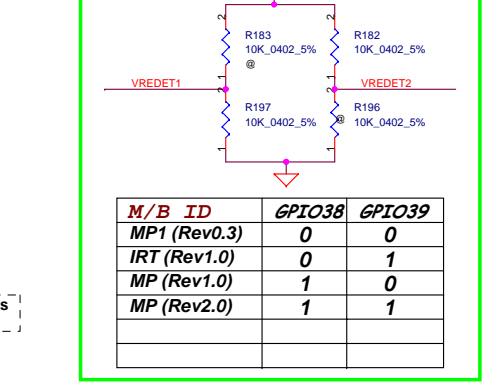 2
2
R183
10K_0402_5%
@
R182
10K_0402_5%
1
1
VREDET1
VREDET2
2
2
R197
10K_0402_5%
R196
@
10K_0402_5%
1
1
M/B ID GPIO38 GPIO39
MP1 (Rev0.3) 0 0
IRT (Rev1.0) 0 1
MP (Rev1.0) 1 0
MP (Rev2.0) 1 1
s